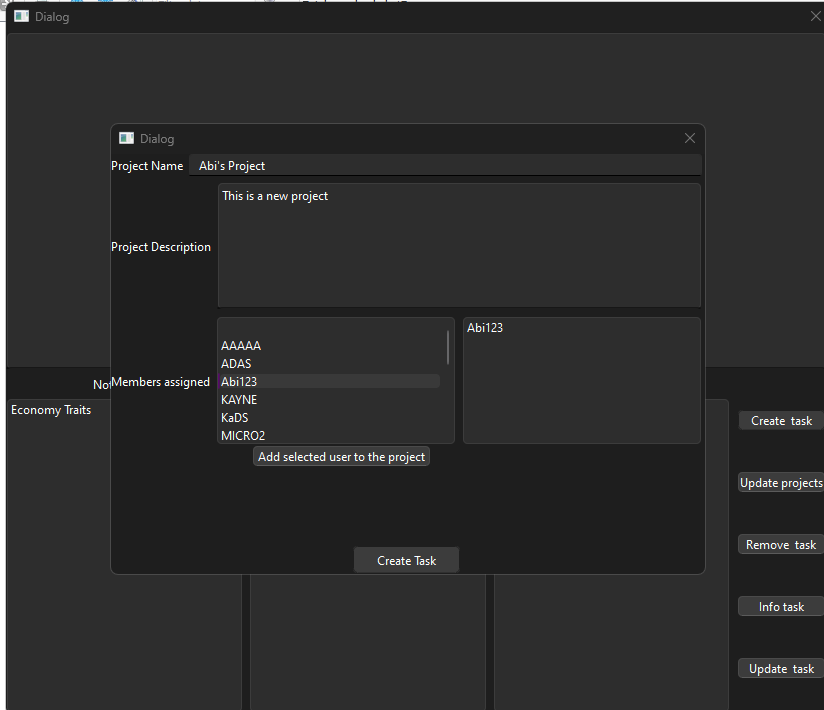 Dialog
Dialog
Project Name Abi's Project
This is a new project
Project Description
AAAAA
ADAS
Abi123
KAYNE
KaDS
MICRO2
Abi123
Members assigned
Add selected user to the project
Create Task
Economy Traits
Create task
Update projects
Remove task
Info task
Update task